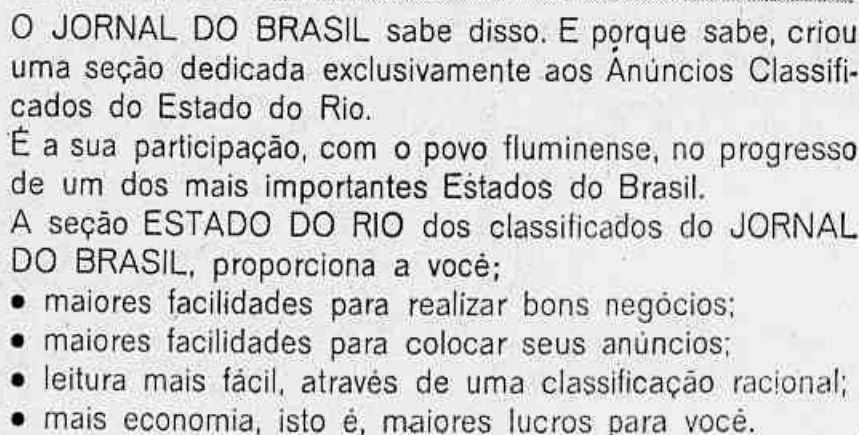 O JORNAL DO BRASIL sabe disso. E porque sabe, criou
uma seção dedicada exclusivamente aos Anúncios Classifi-
cados do Estado do Rio.
É a sua participação, com o povo fluminense, no progresso
de um dos mais importantes Estados do Brasil.
A seção ESTADO DO RIO dos classificados do JORNAL
DO BRASIL, proporciona a você;
• maiores facilidades para realizar bons negócios;
• maiores facilidades para colocar seus anúncios;
• leitura mais fácil, através de uma classificação racional;
• mais economia, isto é, maiores lucros para você.